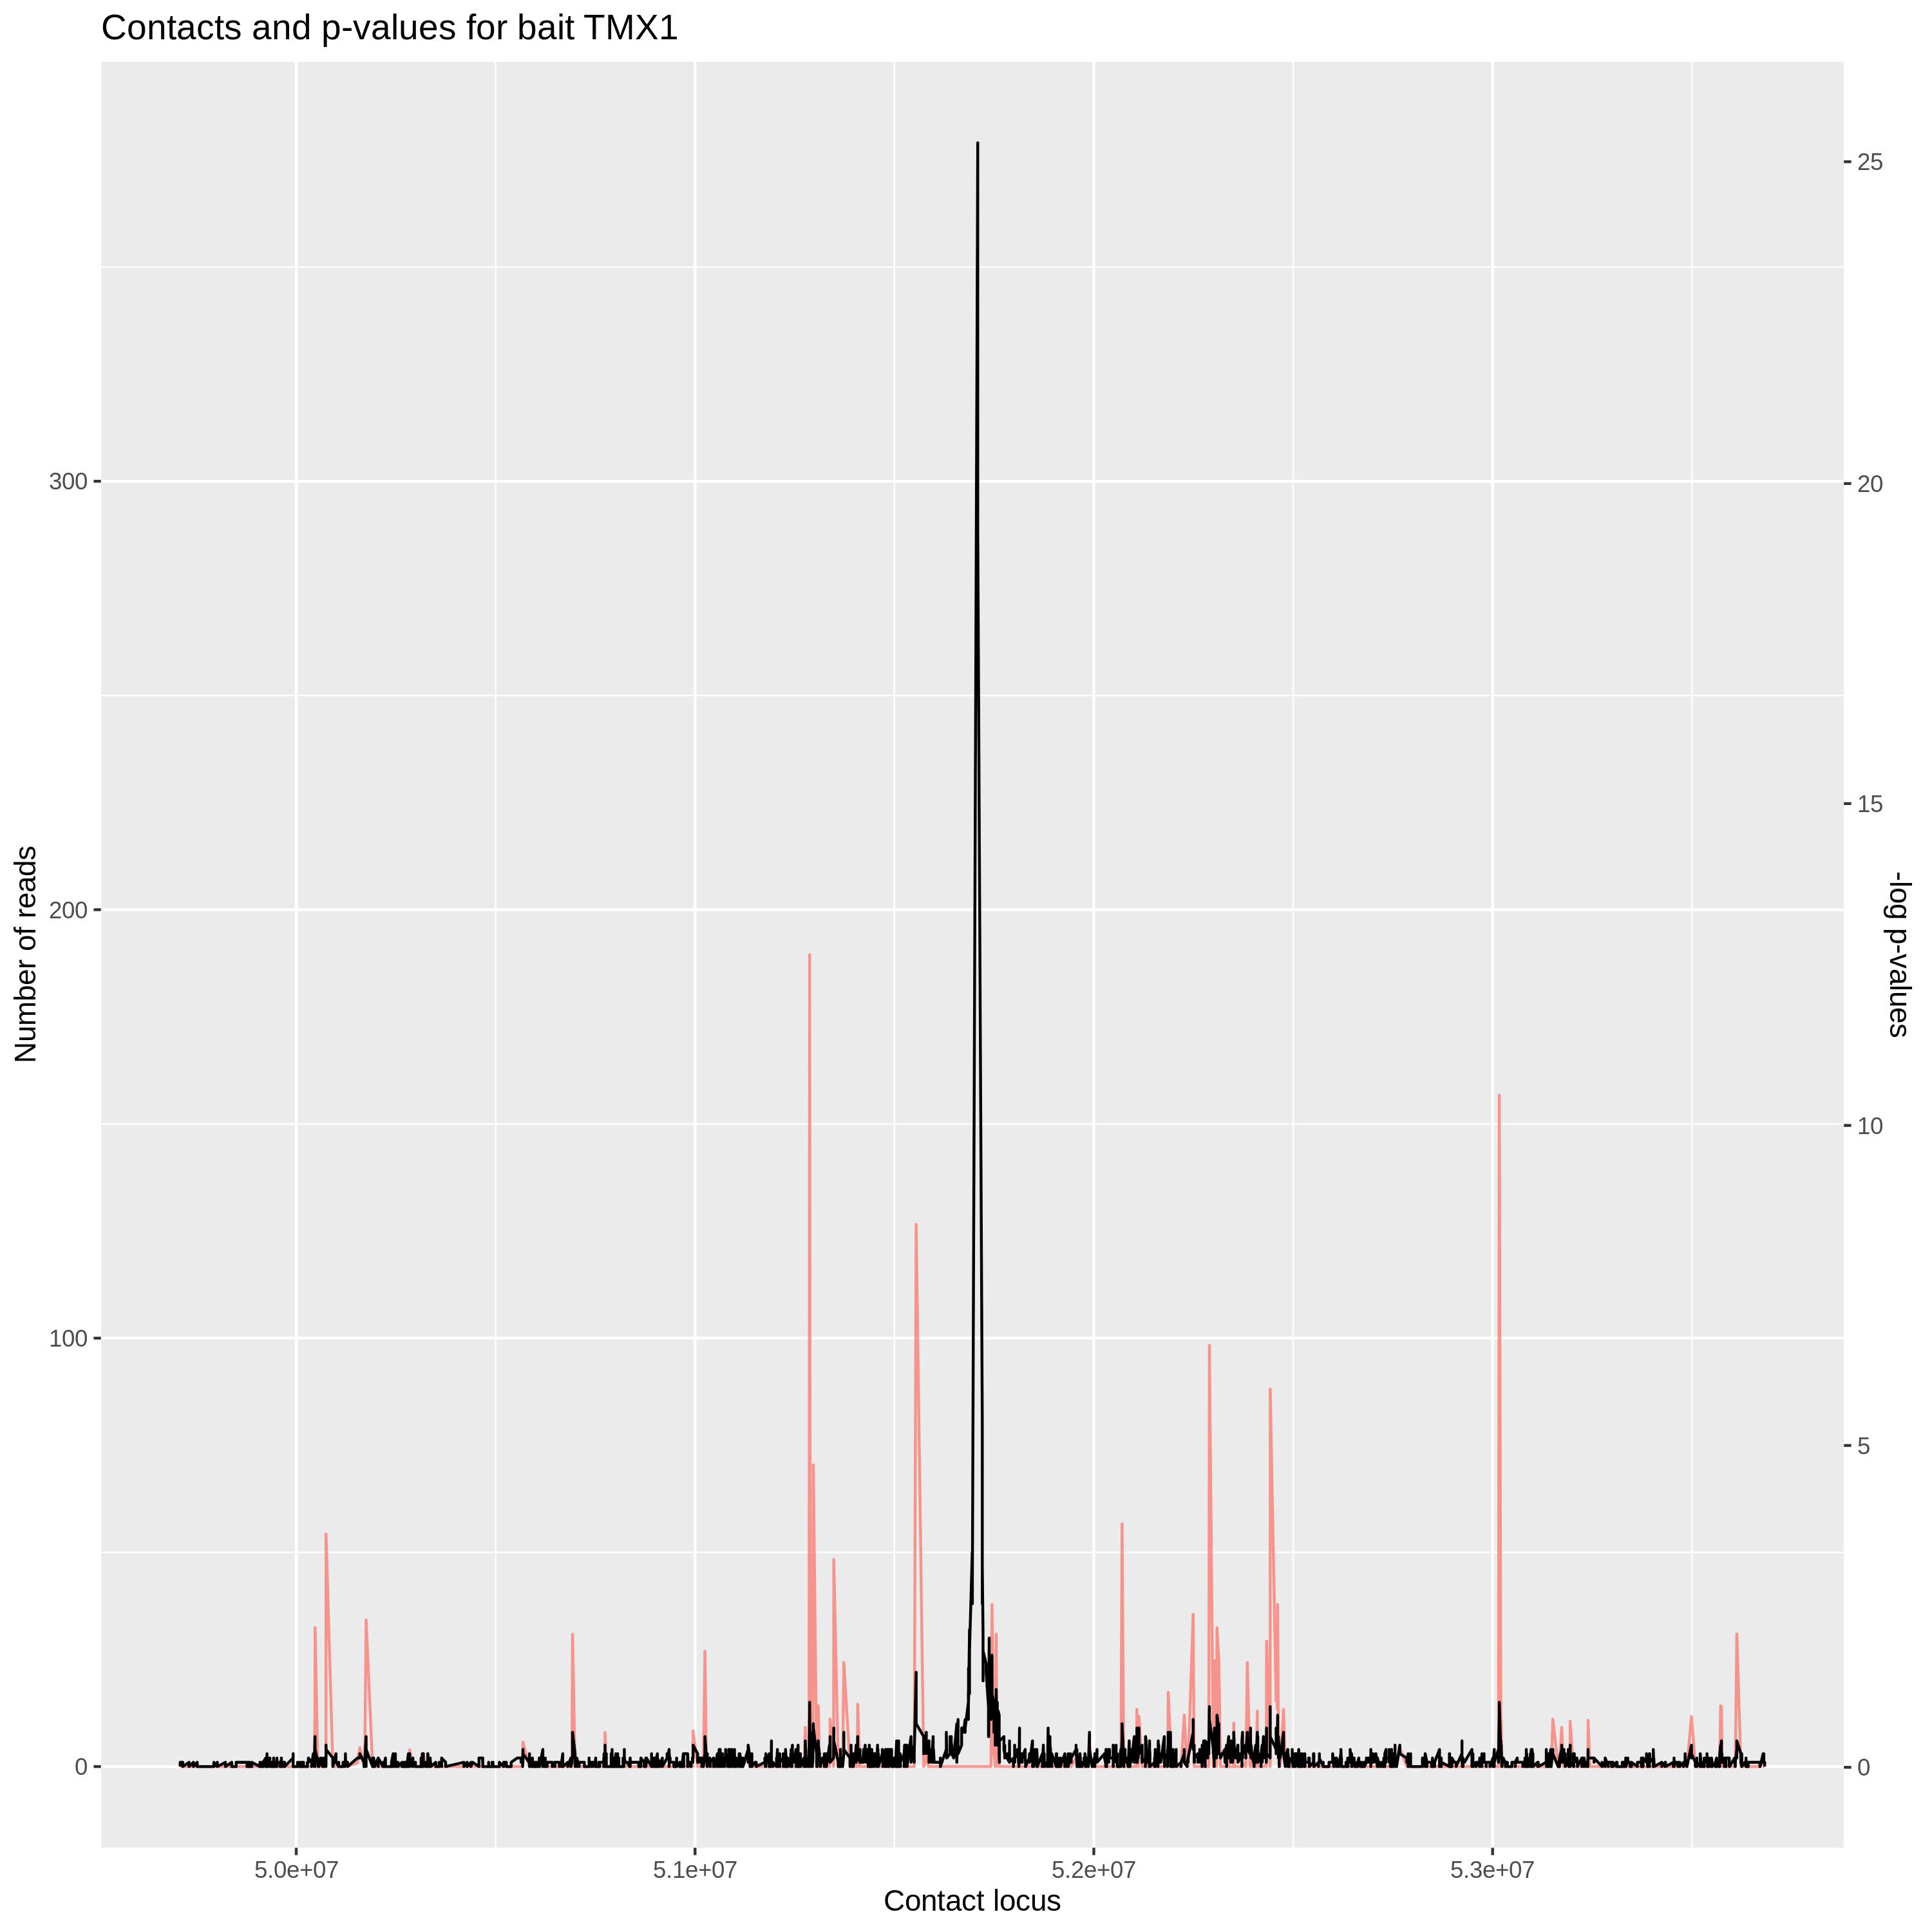 Contacts and p-values for bait TMX1
Number of reads
300
200
100
0
25
20
15
10
5
0
-log p-values
5.0e+07
5.1e+07
5.2e+07
5.3e+07
Contact locus